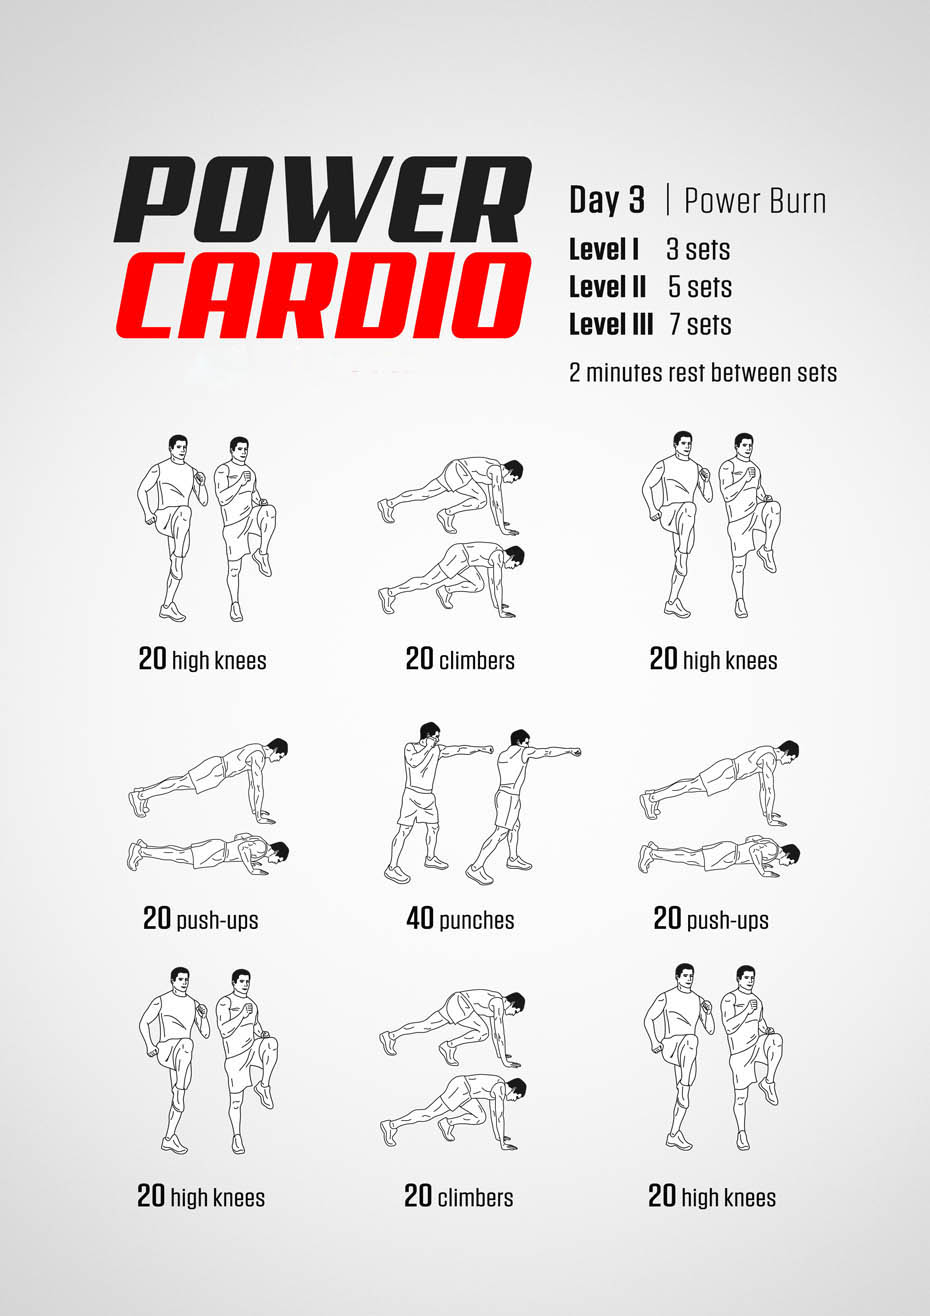 POWER
CARDIO
Day 3 | Power Burn
Level I 3 sets
Level II 5 sets
Level III 7 sets
2 minutes rest between sets
20 high knees
20 climbers
20 high knees
20 push-ups
40 punches
20 push-ups
20 high knees
20 climbers
20 high knees